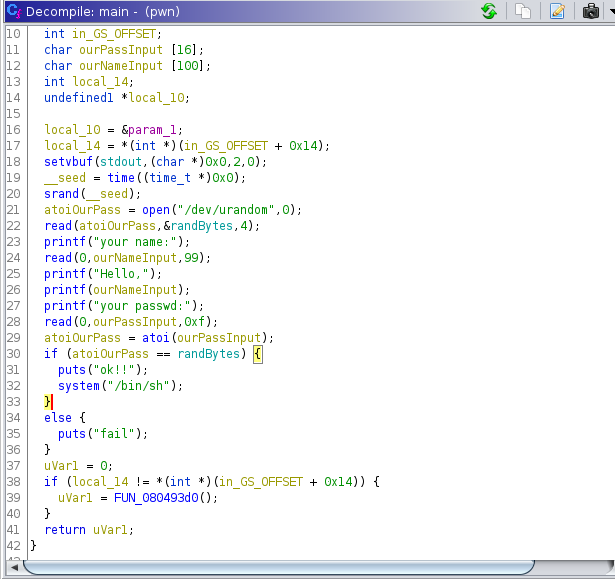 Decompile: main - (pwn)
10 int in_GS_OFFSET;
11 char ourPassInput [16];
12 char ourNameInput [100];
13 int local_14;
14 undefined1 *local_10;
15
16 local_10 = &param_1;
17 local_14 = *(int *)(in_GS_OFFSET + 0x14);
18 setvbuf(stdout,(char *)0x0,2,0);
19 __seed = time((time_t *)0x0);
20 srand(__seed);
21 atoiOurPass = open("/dev/urandom",0);
22 read(atoiOurPass,&randBytes,4);
23 printf("your name:");
24 read(0,ourNameInput,99);
25 printf("Hello,");
26 printf(ourNameInput);
27 printf("your passwd:");
28 read(0,ourPassInput,0xf);
29 atoiOurPass = atoi(ourPassInput);
30 if (atoiOurPass == randBytes) {
31 puts("ok!!");
32 system("/bin/sh");
33 }
34 else {
35 puts("fail");
36 }
37 uVar1 = 0;
38 if (local_14 != *(int *)(in_GS_OFFSET + 0x14)) {
39 uVar1 = FUN_080493d0();
40 }
41 return uVar1;
42 }